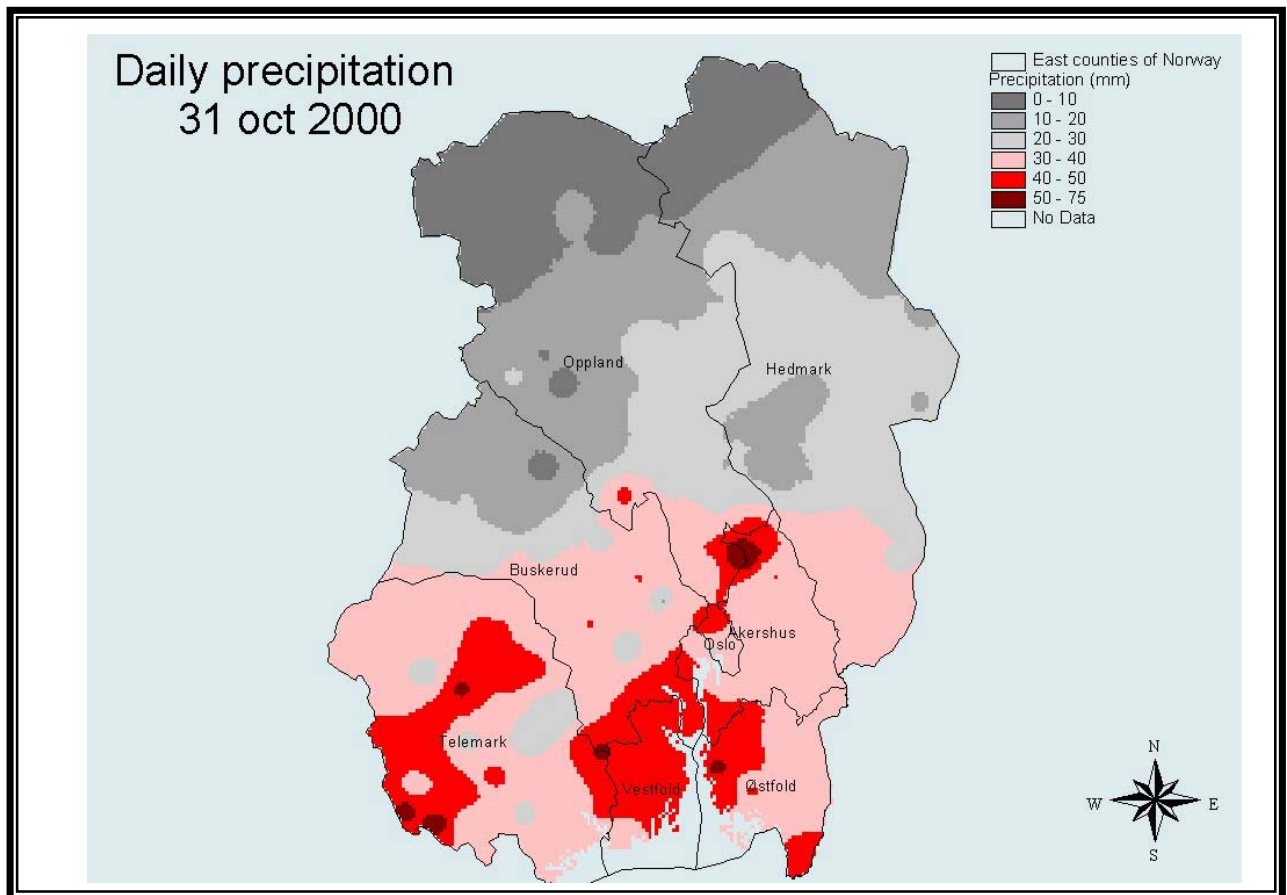 Daily precipitation
31 oct 2000
East counties of Norway
Precipitation (mm)
0 - 10
10 - 20
20 - 30
30 - 40
40 - 50
50 - 75
No Data
Oppland
Hedmark
Buskerud
Akershus
Oslo
Telemark
Vestfold
Østfold
N
W
E
S